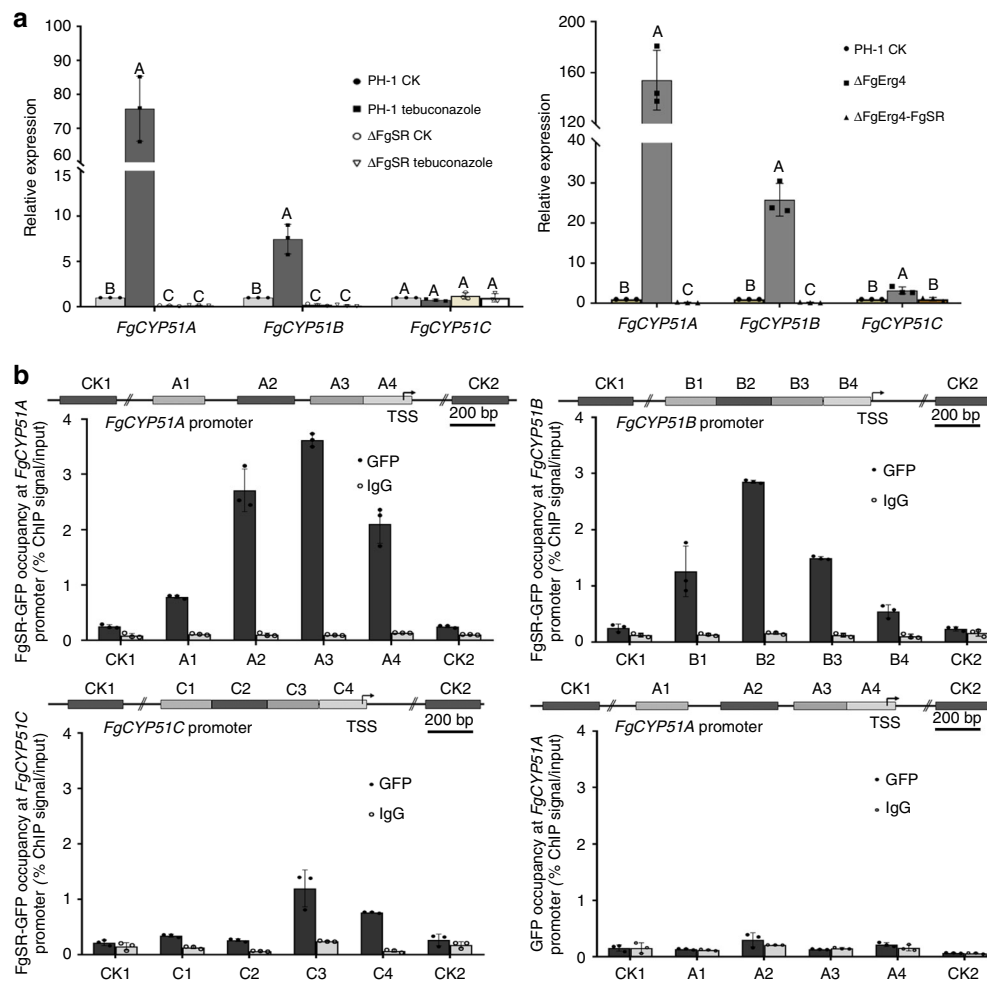 a
100
90
80
70
60
15
10
5
0
Relative expression
A
B
C
C
A
B
C
C
A
A
A
A
PH-1 CK
PH-1 tebuconazole
ΔFgSR CK
ΔFgSR tebuconazole
FgCYP51A
FgCYP51B
FgCYP51C
200
160
120
40
30
20
10
0
Relative expression
A
B
C
A
B
C
B
A
B
PH-1 CK
ΔFgErg4
ΔFgErg4-FgSR
FgCYP51A
FgCYP51B
FgCYP51C
b
CK1 A1 A2 A3 A4 CK2
TSS
200 bp
FgCYP51A promoter
FgSR-GFP occupancy at FgCYP51A
promoter (% ChIP signal/input)
4
3
2
1
0
GFP
IgG
CK1 A1 A2 A3 A4 CK2
CK1 B1 B2 B3 B4 CK2
TSS
200 bp
FgCYP51B promoter
FgSR-GFP occupancy at FgCYP51B
promoter (% ChIP signal/input)
4
3
2
1
0
GFP
IgG
CK1 B1 B2 B3 B4 CK2
CK1 C1 C2 C3 C4 CK2
TSS
200 bp
FgCYP51C promoter
FgSR-GFP occupancy at FgCYP51C
promoter (% ChIP signal/input)
4
3
2
1
0
GFP
IgG
CK1 C1 C2 C3 C4 CK2
CK1 A1 A2 A3 A4 CK2
TSS
200 bp
FgCYP51A promoter
GFP occupancy at FgCYP51A
promoter (% ChIP signal/input)
4
3
2
1
0
GFP
IgG
CK1 A1 A2 A3 A4 CK2